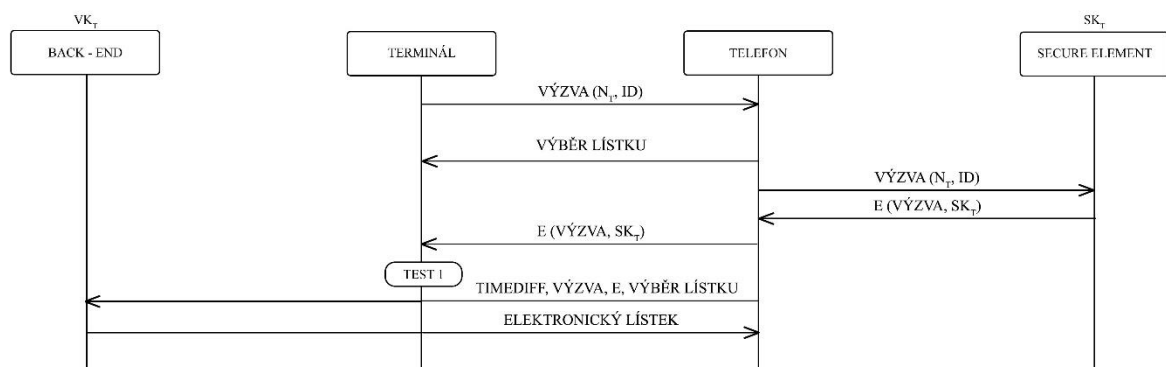 VK_T
SK_T
BACK - END
TERMINÁL
TELEFON
SECURE ELEMENT
VÝZVA (N_T, ID)
VÝBĚR LÍSTKU
VÝZVA (N_T, ID)
E (VÝZVA, SK_T)
E (VÝZVA, SK_T)
TEST 1
TIMEDIFF, VÝZVA, E, VÝBĚR LÍSTKU
ELEKTRONICKÝ LÍSTEK